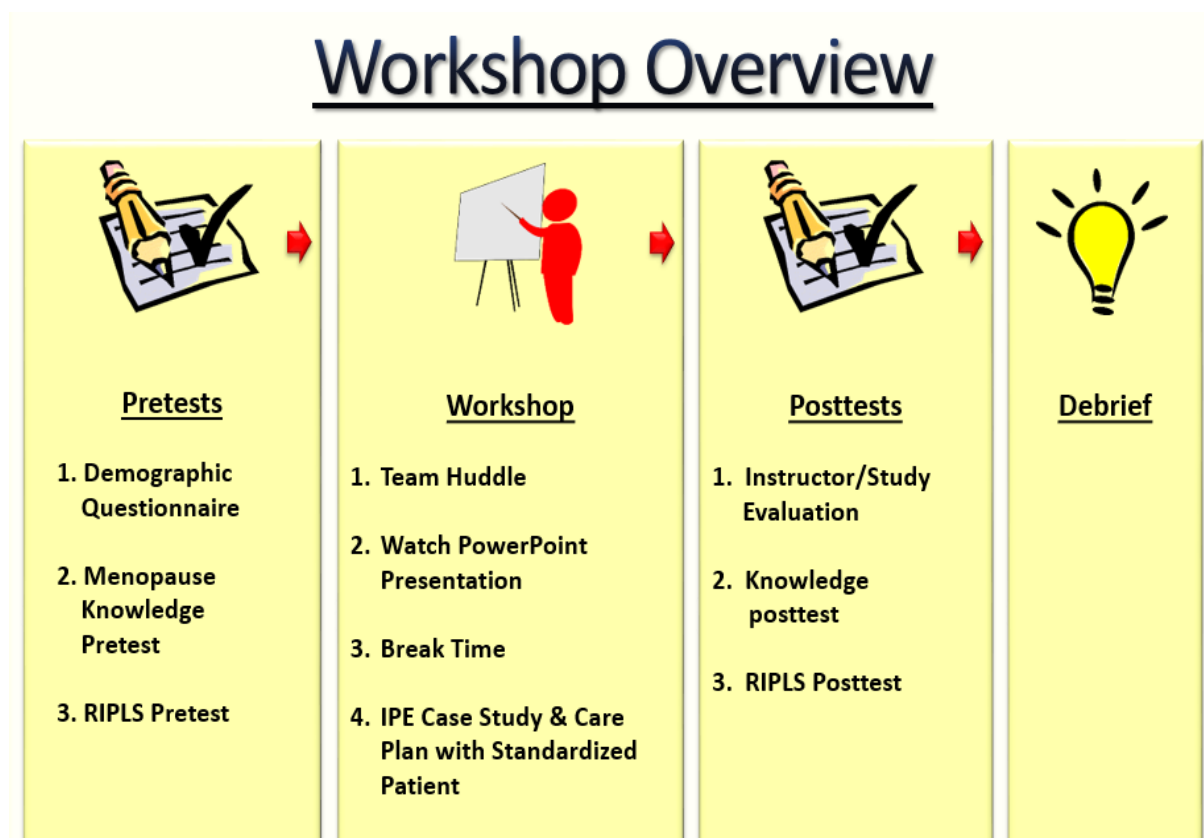 Workshop Overview
Pretests
1. Demographic
Questionnaire
2. Menopause
Knowledge
Pretest
3. RIPLS Pretest
Workshop
1. Team Huddle
2. Watch PowerPoint
Presentation
3. Break Time
4. IPE Case Study & Care
Plan with Standardized
Patient
Posttests
1. Instructor/Study
Evaluation
2. Knowledge
posttest
3. RIPLS Posttest
Debrief